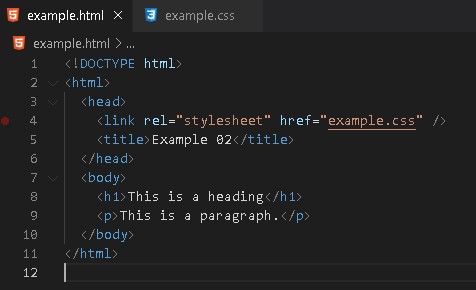 example.html × example.css
example.html > ...
1 <!DOCTYPE html>
2 <html>
3 <head>
4 <link rel="stylesheet" href="example.css" />
5 <title>Example 02</title>
6 </head>
7 <body>
8 <h1>This is a heading</h1>
9 <p>This is a paragraph.</p>
10 </body>
11 </html>
12